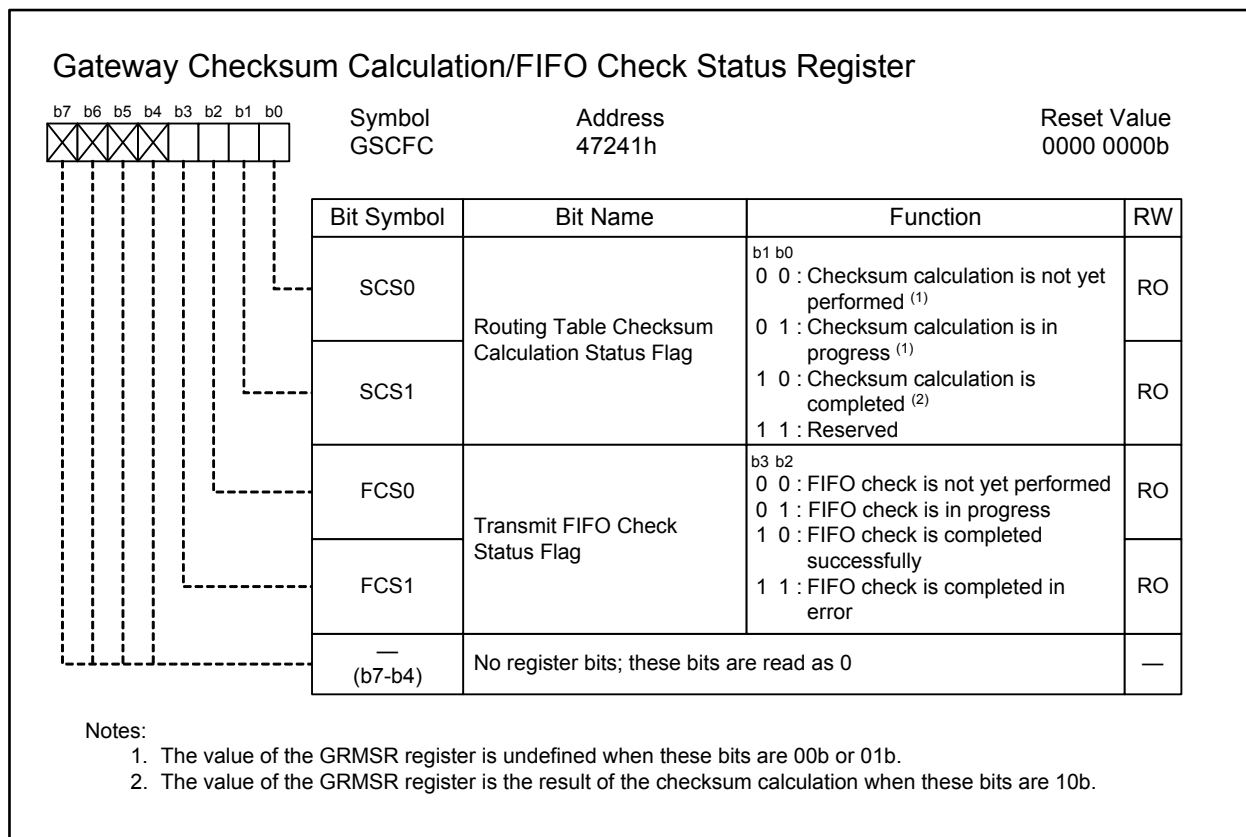 Gateway Checksum Calculation/FIFO Check Status Register
b7 b6 b5 b4 b3 b2 b1 b0
Symbol Address Reset Value
GSCFC 47241h 0000 0000b
Bit Symbol Bit Name Function RW
SCS0
SCS1
Routing Table Checksum
Calculation Status Flag
b1 b0
0 0 : Checksum calculation is not yet
performed (1)
0 1 : Checksum calculation is in
progress (1)
1 0 : Checksum calculation is
completed (2)
1 1 : Reserved
RO
RO
FCS0
FCS1
Transmit FIFO Check
Status Flag
b3 b2
0 0 : FIFO check is not yet performed
0 1 : FIFO check is in progress
1 0 : FIFO check is completed
successfully
1 1 : FIFO check is completed in
error
RO
RO
—
(b7-b4)
No register bits; these bits are read as 0
—
Notes:
1. The value of the GRMSR register is undefined when these bits are 00b or 01b.
2. The value of the GRMSR register is the result of the checksum calculation when these bits are 10b.